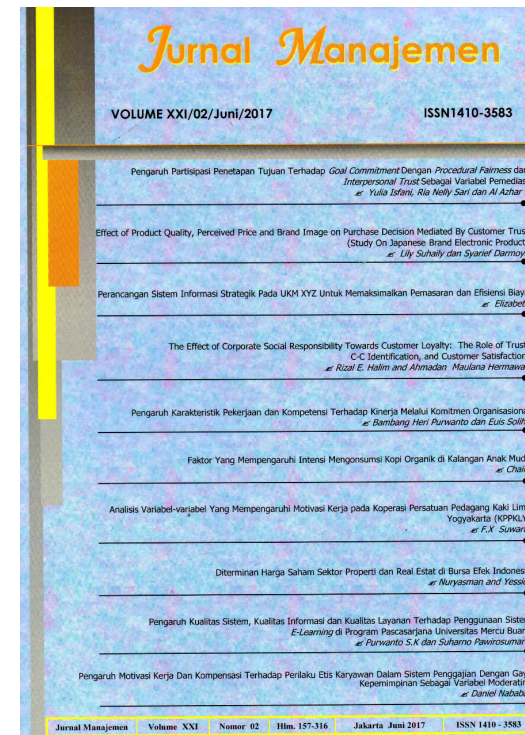 Jurnal Manajemen
VOLUME XXI/02/Juni/2017
ISSN1410-3583
Pengaruh Partisipasi Penetapan Tujuan Terhadap Goal Commitment Dengan Procedural Fairness dan
Interpersonal Trust Sebagai Variabel Pemedias
Yulia Isfani, Ria Nelly Sari dan Al Azhar
Effect of Product Quality, Perceived Price and Brand Image on Purchase Decision Mediated By Customer Trus
(Study On Japanese Brand Electronic Product
Lily Suhaily dan Syarief Darmoy
Perancangan Sistem Informasi Strategik Pada UKM XYZ Untuk Memaksimalkan Pemasaran dan Efisiensi Biay
Elizabet
The Effect of Corporate Social Responsibility Towards Customer Loyalty: The Role of Trust
C-C Identification, and Customer Satisfaction
Rizal E. Halim and Ahmadan Maulana Hermawa
Pengaruh Karakteristik Pekerjaan dan Kompetensi Terhadap Kinerja Melalui Komitmen Organisasiona
Bambang Heri Purwanto dan Euis Solih
Faktor Yang Mempengaruhi Intensi Mengonsumsi Kopi Organik di Kalangan Anak Mud
Chai
Analisis Variabel-variabel Yang Mempengaruhi Motivasi Kerja pada Koperasi Persatuan Pedagang Kaki Lim
Yogyakarta (KPPKLY
F.X Suwar
Diterminan Harga Saham Sektor Properti dan Real Estat di Bursa Efek Indones
Nuryasman and Yessic
Pengaruh Kualitas Sistem, Kualitas Informasi dan Kualitas Layanan Terhadap Penggunaan Siste
E-Learning di Program Pascasarjana Universitas Mercu Buan
Purwanto S.K dan Suharno Pawirosumar
Pengaruh Motivasi Kerja Dan Kompensasi Terhadap Perilaku Etis Karyawan Dalam Sistem Penggajian Dengan Gay
Kepemimpinan Sebagai Variabel Moderatin
Daniel Nabab
Jurnal Manajemen Volume XXI Nomor 02 Hlm. 157-316 Jakarta Juni 2017 ISSN 1410 - 3583